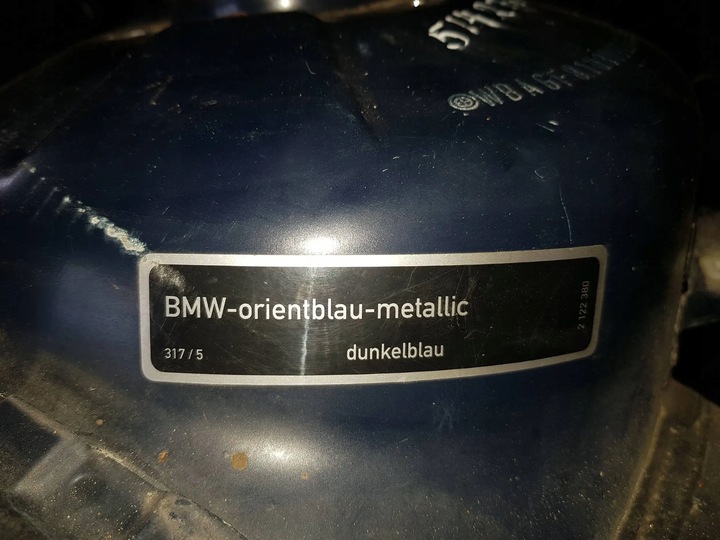 BMW-orientblau-metallic
317/5
dunkelblau
2 122 380